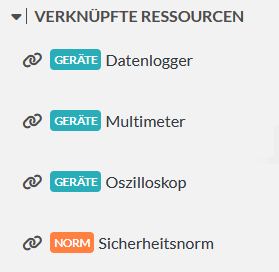 VERKNÜPFTE RESSOURCEN
GERÄTE Datenlogger
GERÄTE Multimeter
GERÄTE Oszilloskop
NORM Sicherheitsnorm